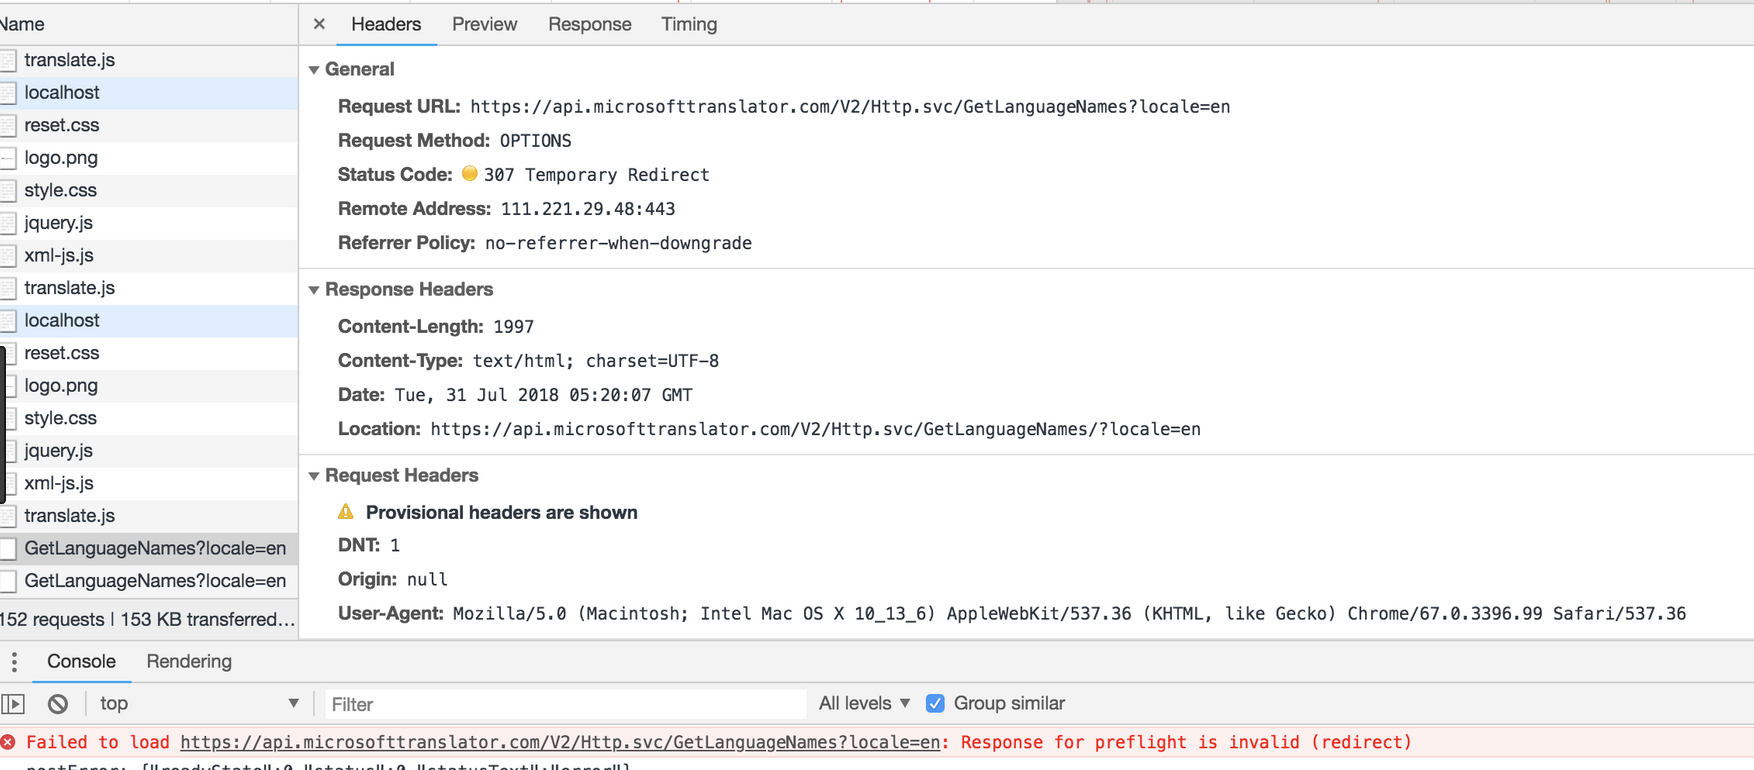 Name
translate.js
localhost
reset.css
logo.png
style.css
jquery.js
xml-js.js
translate.js
localhost
reset.css
logo.png
style.css
jquery.js
xml-js.js
translate.js
GetLanguageNames?locale=en
GetLanguageNames?locale=en
152 requests | 153 KB transferred...
× Headers Preview Response Timing
▼ General
Request URL: https://api.microsofttranslator.com/V2/Http.svc/GetLanguageNames?locale=en
Request Method: OPTIONS
Status Code: 307 Temporary Redirect
Remote Address: 111.221.29.48:443
Referrer Policy: no-referrer-when-downgrade
▼ Response Headers
Content-Length: 1997
Content-Type: text/html; charset=UTF-8
Date: Tue, 31 Jul 2018 05:20:07 GMT
Location: https://api.microsofttranslator.com/V2/Http.svc/GetLanguageNames/?locale=en
▼ Request Headers
Provisional headers are shown
DNT: 1
Origin: null
User-Agent: Mozilla/5.0 (Macintosh; Intel Mac OS X 10_13_6) AppleWebKit/537.36 (KHTML, like Gecko) Chrome/67.0.3396.99 Safari/537.36
Console Rendering
top ▼ Filter All levels ▼ Group similar
Failed to load https://api.microsofttranslator.com/V2/Http.svc/GetLanguageNames?locale=en: Response for preflight is invalid (redirect)
postError: {"readyState":0,"status":0,"statusText":"error"}